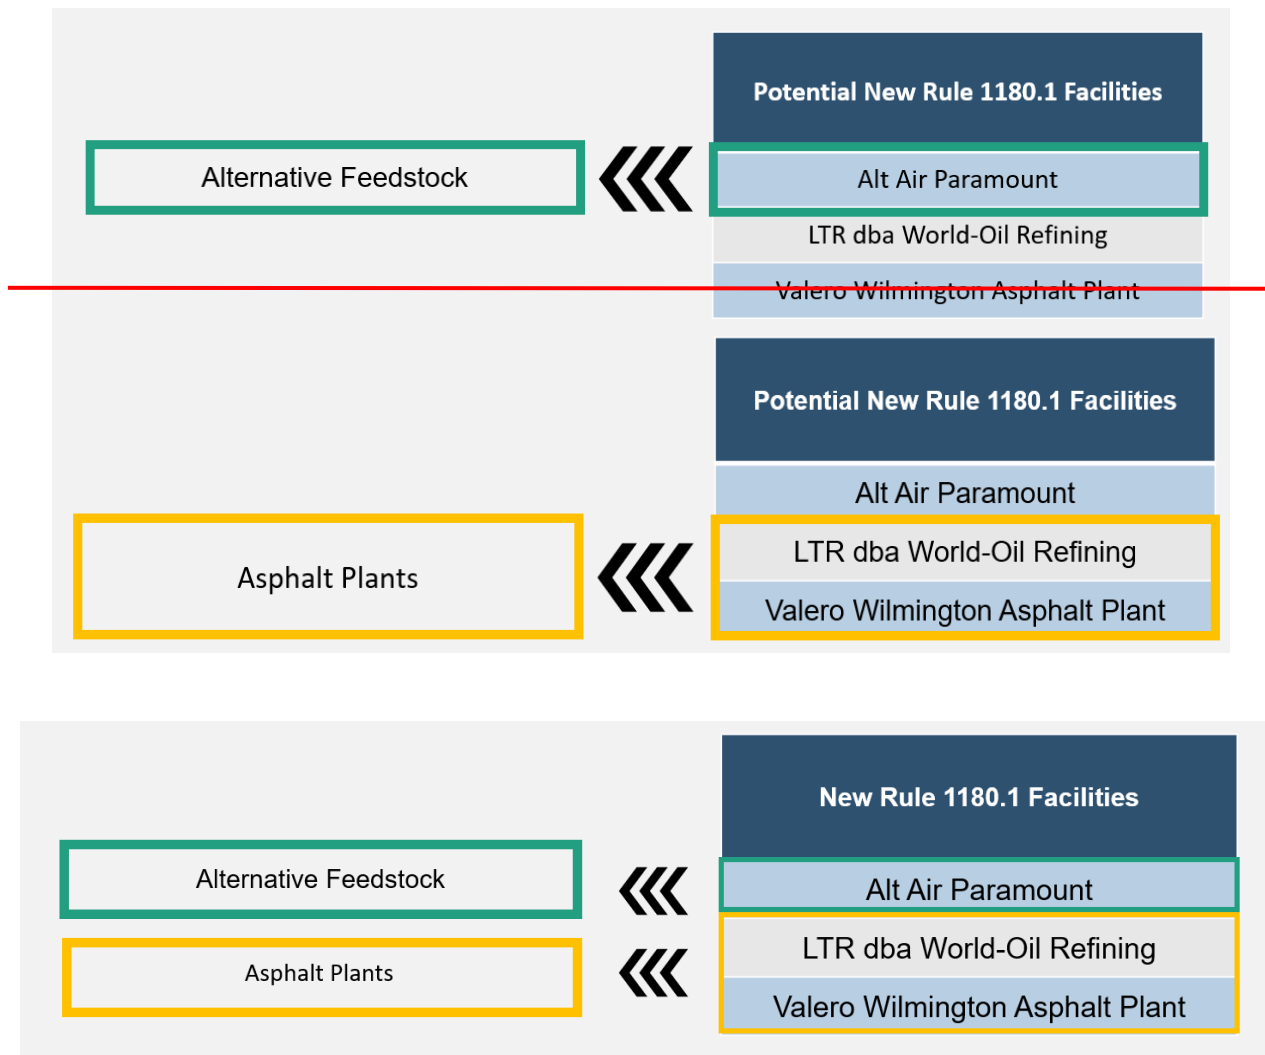 Potential New Rule 1180.1 Facilities
Alternative Feedstock
Alt Air Paramount
LTR dba World-Oil Refining
Valero Wilmington Asphalt Plant
Potential New Rule 1180.1 Facilities
Alt Air Paramount
LTR dba World-Oil Refining
Asphalt Plants
Valero Wilmington Asphalt Plant
New Rule 1180.1 Facilities
Alternative Feedstock
Alt Air Paramount
LTR dba World-Oil Refining
Asphalt Plants
Valero Wilmington Asphalt Plant